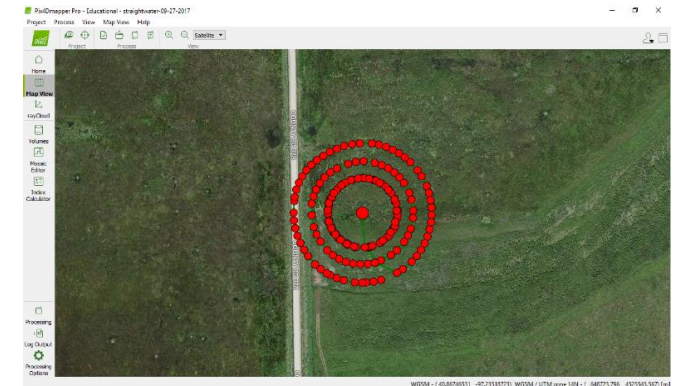 Pix4Dmapper Pro - Educational - straightwater-09-27-2017
Project Process View Map View Help
Satellite
Project Process View
Home
Map View
rayCloud
Volumes
Mosaic
Editor
Index
Calculator
Processing
Log Output
Processing
Options